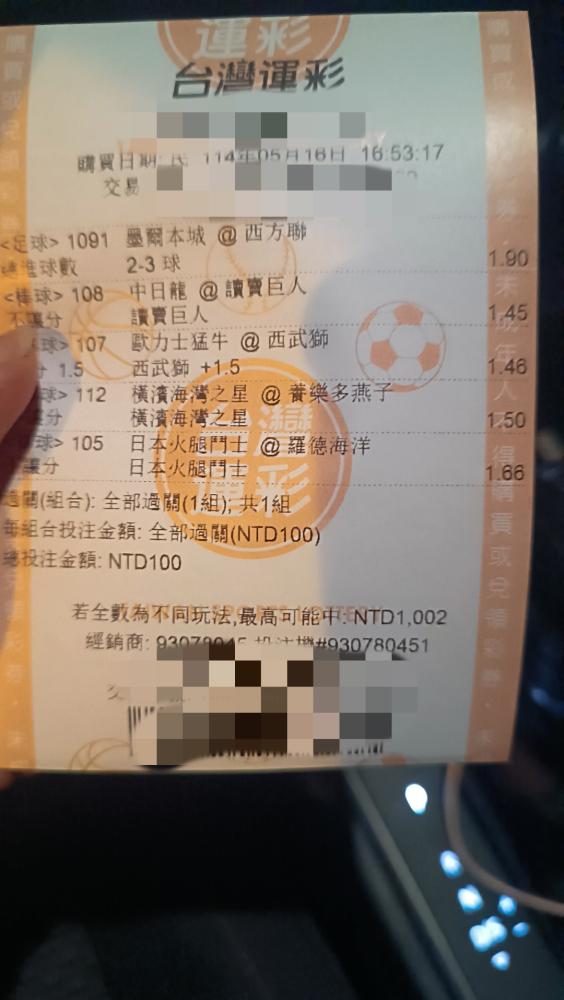 運彩
台灣運彩
購買日期: 民 114年05月16日 16:53:17
交易
<足球> 1091 墨爾本城 @ 西方聯
總進球數 2-3 球 1.90
<棒球> 108 中日龍 @ 讀賣巨人
不讓分 讀賣巨人 1.45
球> 107 歐力士猛牛 @ 西武獅
1.5 西武獅 +1.5 1.46
球> 112 橫濱海灣之星 @ 養樂多燕子
分 橫濱海灣之星 1.50
球> 105 日本火腿鬥士 @ 羅德海洋
讓分 日本火腿鬥士 1.66
過關(組合): 全部過關(1組); 共1組
每組合投注金額: 全部過關(NTD100)
總投注金額: NTD100
若全數為不同玩法,最高可能中: NTD1,002
經銷商: 93078045 投注機#930780451